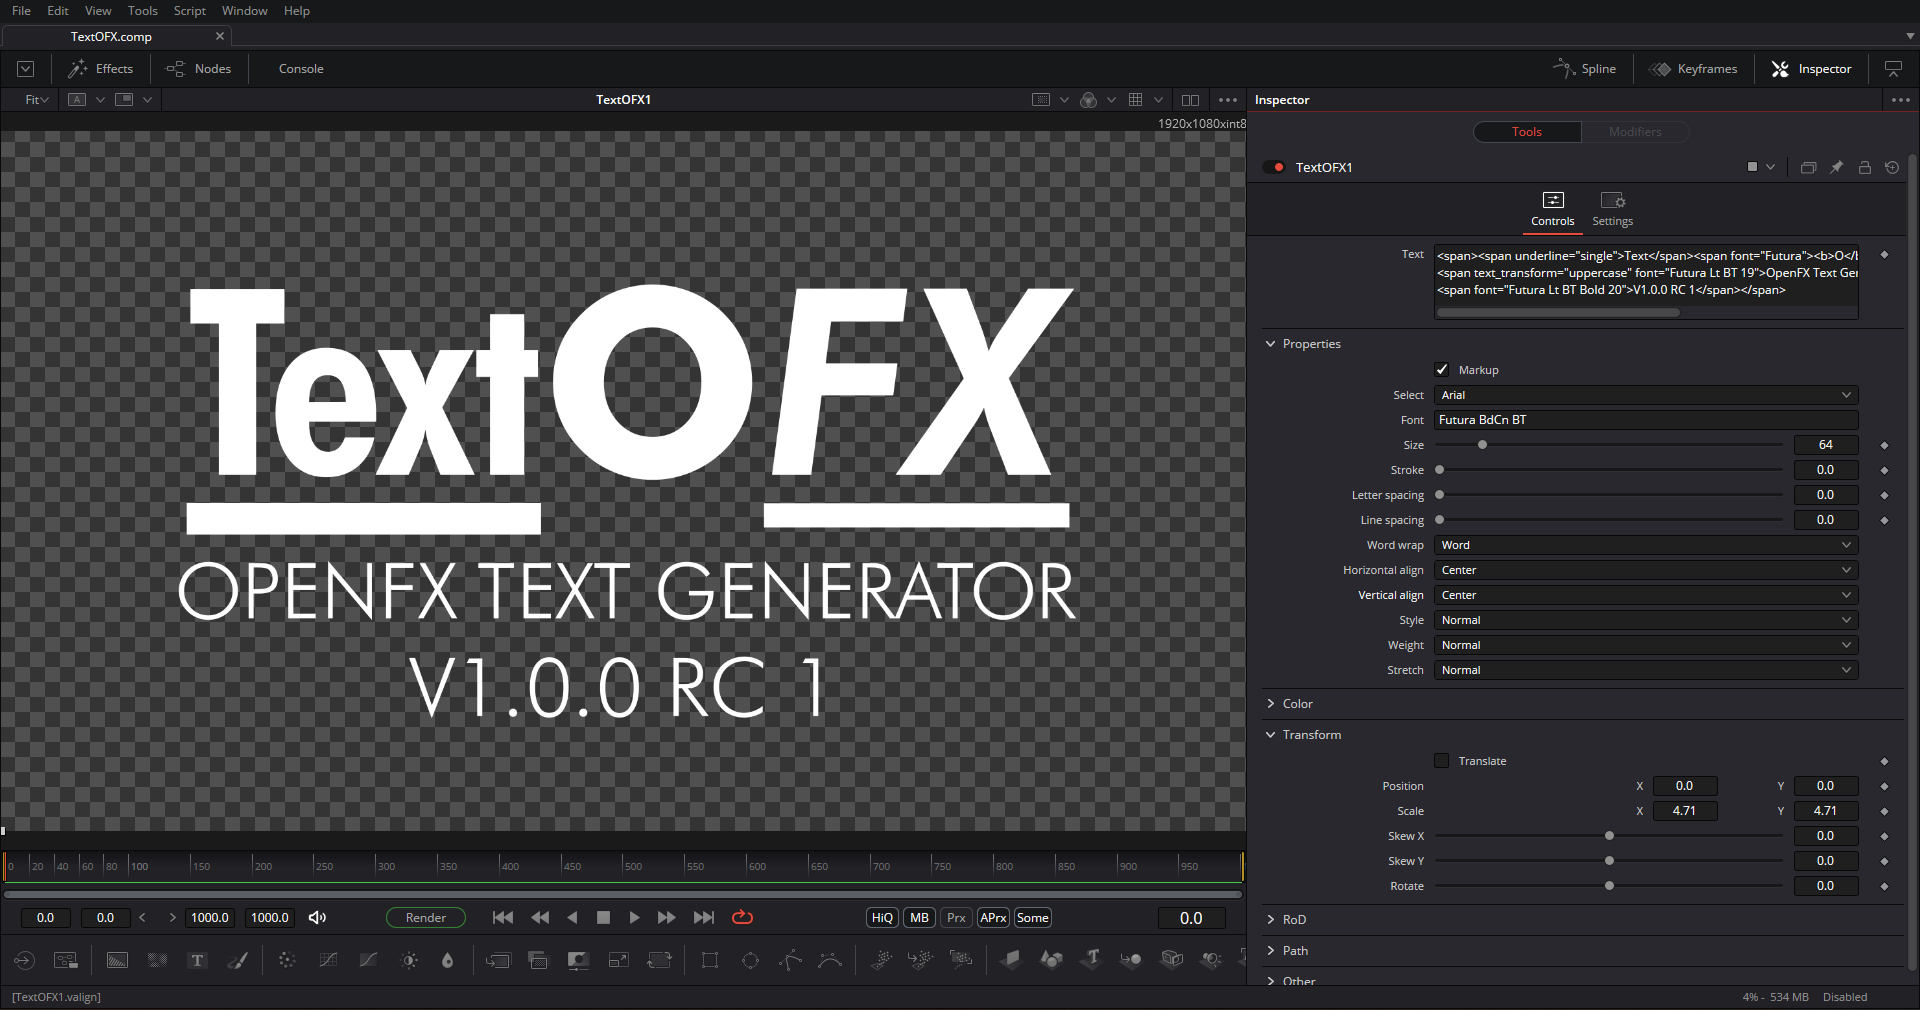 File Edit View Tools Script Window Help
TextOFX.comp
Effects Nodes Console Spline Keyframes Inspector
Fit A TextOFX1 Inspector
1920x1080xint8
Tools Modifiers
TextOFX1
Controls Settings
Text <span><span underline="single">Text</span><span font="Futura"><b>O</b
<span text_transform="uppercase" font="Futura Lt BT 19">OpenFX Text Ger
<span font="Futura Lt BT Bold 20">V1.0.0 RC 1</span></span>
Properties
Markup
Select Arial
Font Futura BdCn BT
Size 64
Stroke 0.0
Letter spacing 0.0
Line spacing 0.0
Word wrap Word
Horizontal align Center
Vertical align Center
Style Normal
Weight Normal
Stretch Normal
Color
Transform
Translate
Position X 0.0 Y 0.0
Scale X 4.71 Y 4.71
Skew X 0.0
Skew Y 0.0
Rotate 0.0
RoD
Path
Other
TextOFX
OPENFX TEXT GENERATOR
V1.0.0 RC 1
0 20 40 60 80 100 150 200 250 300 350 400 450 500 550 600 650 700 750 800 850 900 950
0.0 0.0 1000.0 1000.0 Render HiQ MB Prx APrx Some 0.0
T T
[TextOFX1.valign] 4% - 534 MB Disabled